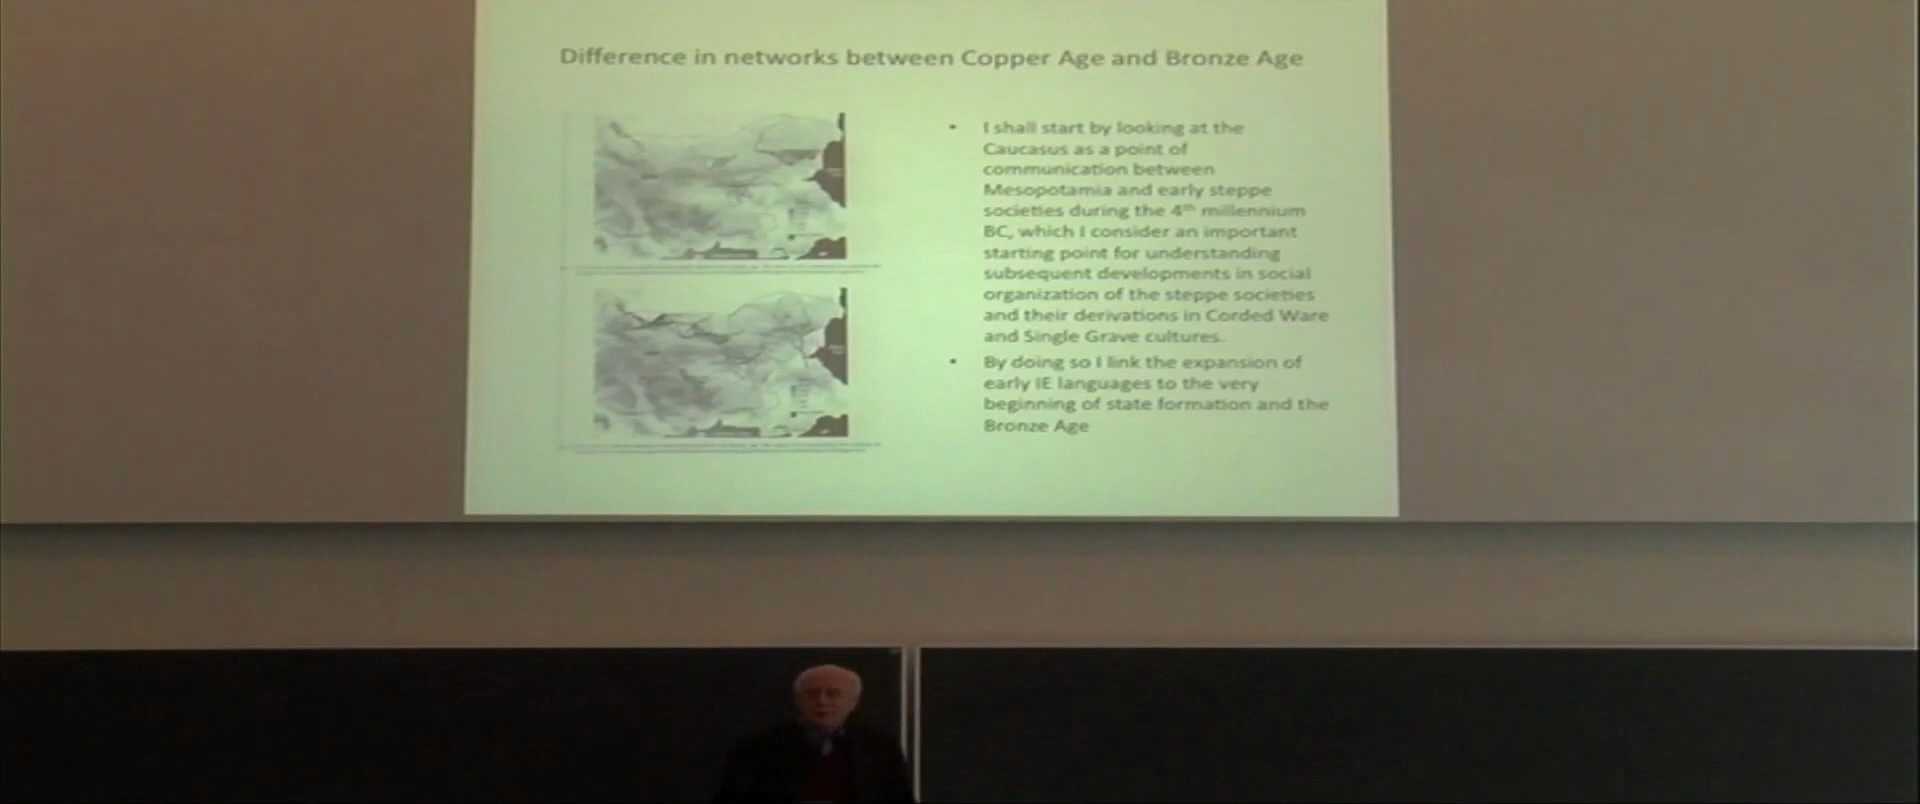 Difference in networks between Copper Age and Bronze Age
• I shall start by looking at the
Caucasus as a point of
communication between
Mesopotamia and early steppe
societies during the 4th millennium
BC, which I consider an important
starting point for understanding
subsequent developments in social
organization of the steppe societies
and their derivations in Corded Ware
and Single Grave cultures.
• By doing so I link the expansion of
early IE languages to the very
beginning of state formation and the
Bronze Age